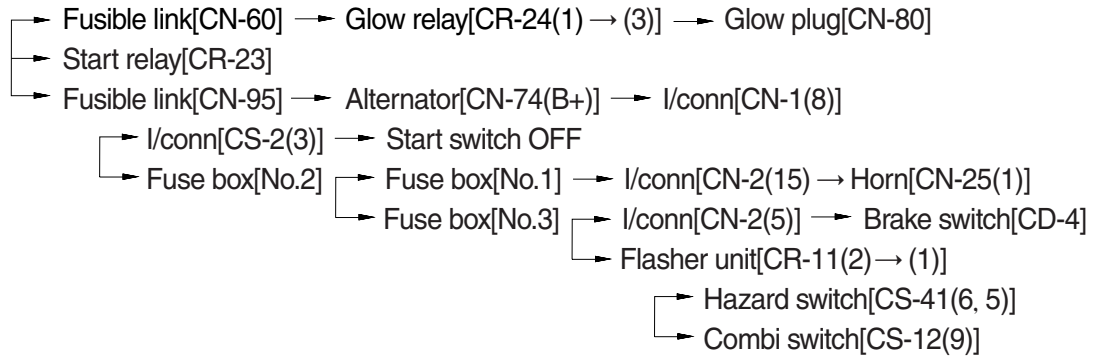 Fusible link[CN-60] → Glow relay[CR-24(1) → (3)] → Glow plug[CN-80]
Start relay[CR-23]
Fusible link[CN-95] → Alternator[CN-74(B+)] → I/conn[CN-1(8)]
I/conn[CS-2(3)] → Start switch OFF
Fuse box[No.2] Fuse box[No.1] → I/conn[CN-2(15) → Horn[CN-25(1)]
Fuse box[No.3] I/conn[CN-2(5)] → Brake switch[CD-4]
Flasher unit[CR-11(2) → (1)]
Hazard switch[CS-41(6, 5)]
Combi switch[CS-12(9)]